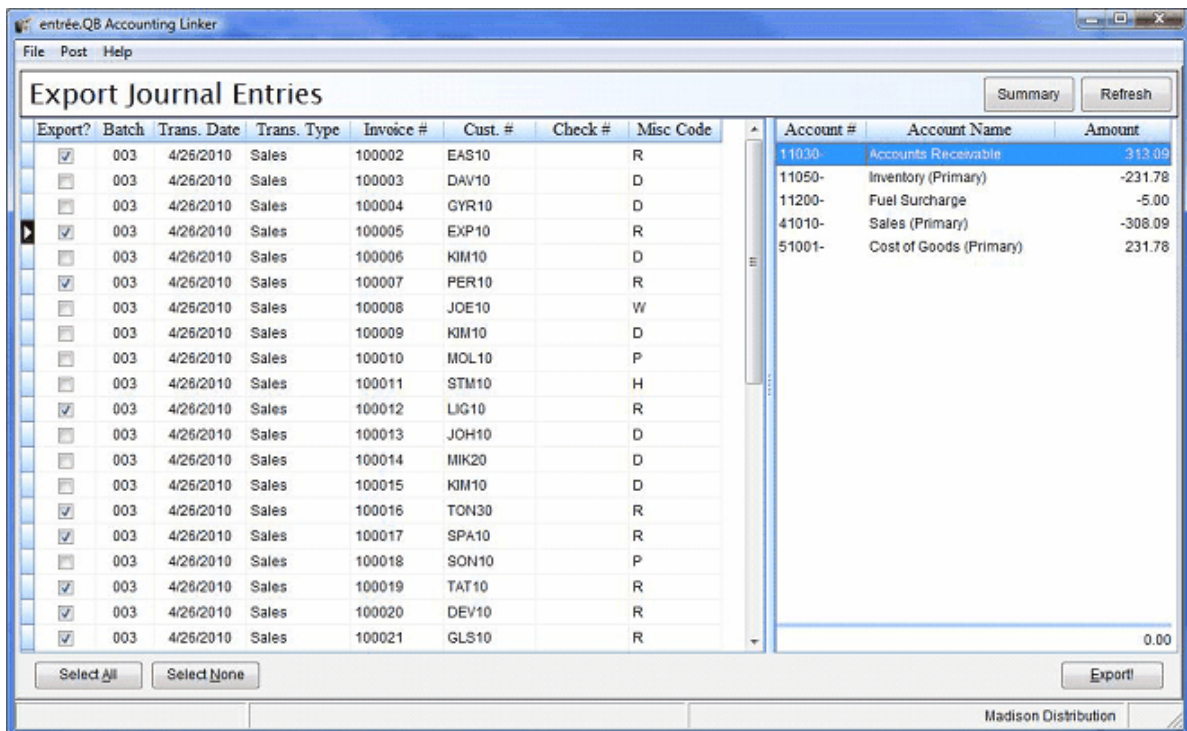 entrée.QB Accounting Linker
File Post Help
Export Journal Entries
Summary Refresh
Export? Batch Trans. Date Trans. Type Invoice # Cust. # Check # Misc Code
003 4/26/2010 Sales 100002 EAS10 R
003 4/26/2010 Sales 100003 DAV10 D
003 4/26/2010 Sales 100004 GYR10 D
003 4/26/2010 Sales 100005 EXP10 R
003 4/26/2010 Sales 100006 KIM10 D
003 4/26/2010 Sales 100007 PER10 R
003 4/26/2010 Sales 100008 JOE10 W
003 4/26/2010 Sales 100009 KIM10 D
003 4/26/2010 Sales 100010 MOL10 P
003 4/26/2010 Sales 100011 STM10 H
003 4/26/2010 Sales 100012 LIG10 R
003 4/26/2010 Sales 100013 JOH10 D
003 4/26/2010 Sales 100014 MIK20 D
003 4/26/2010 Sales 100015 KIM10 D
003 4/26/2010 Sales 100016 TON30 R
003 4/26/2010 Sales 100017 SPA10 R
003 4/26/2010 Sales 100018 SON10 P
003 4/26/2010 Sales 100019 TAT10 R
003 4/26/2010 Sales 100020 DEV10 R
003 4/26/2010 Sales 100021 GLS10 R
Account # Account Name Amount
11030- Accounts Receivable 313.09
11050- Inventory (Primary) -231.78
11200- Fuel Surcharge -5.00
41010- Sales (Primary) -308.09
51001- Cost of Goods (Primary) 231.78
0.00
Select All Select None Export!
Madison Distribution